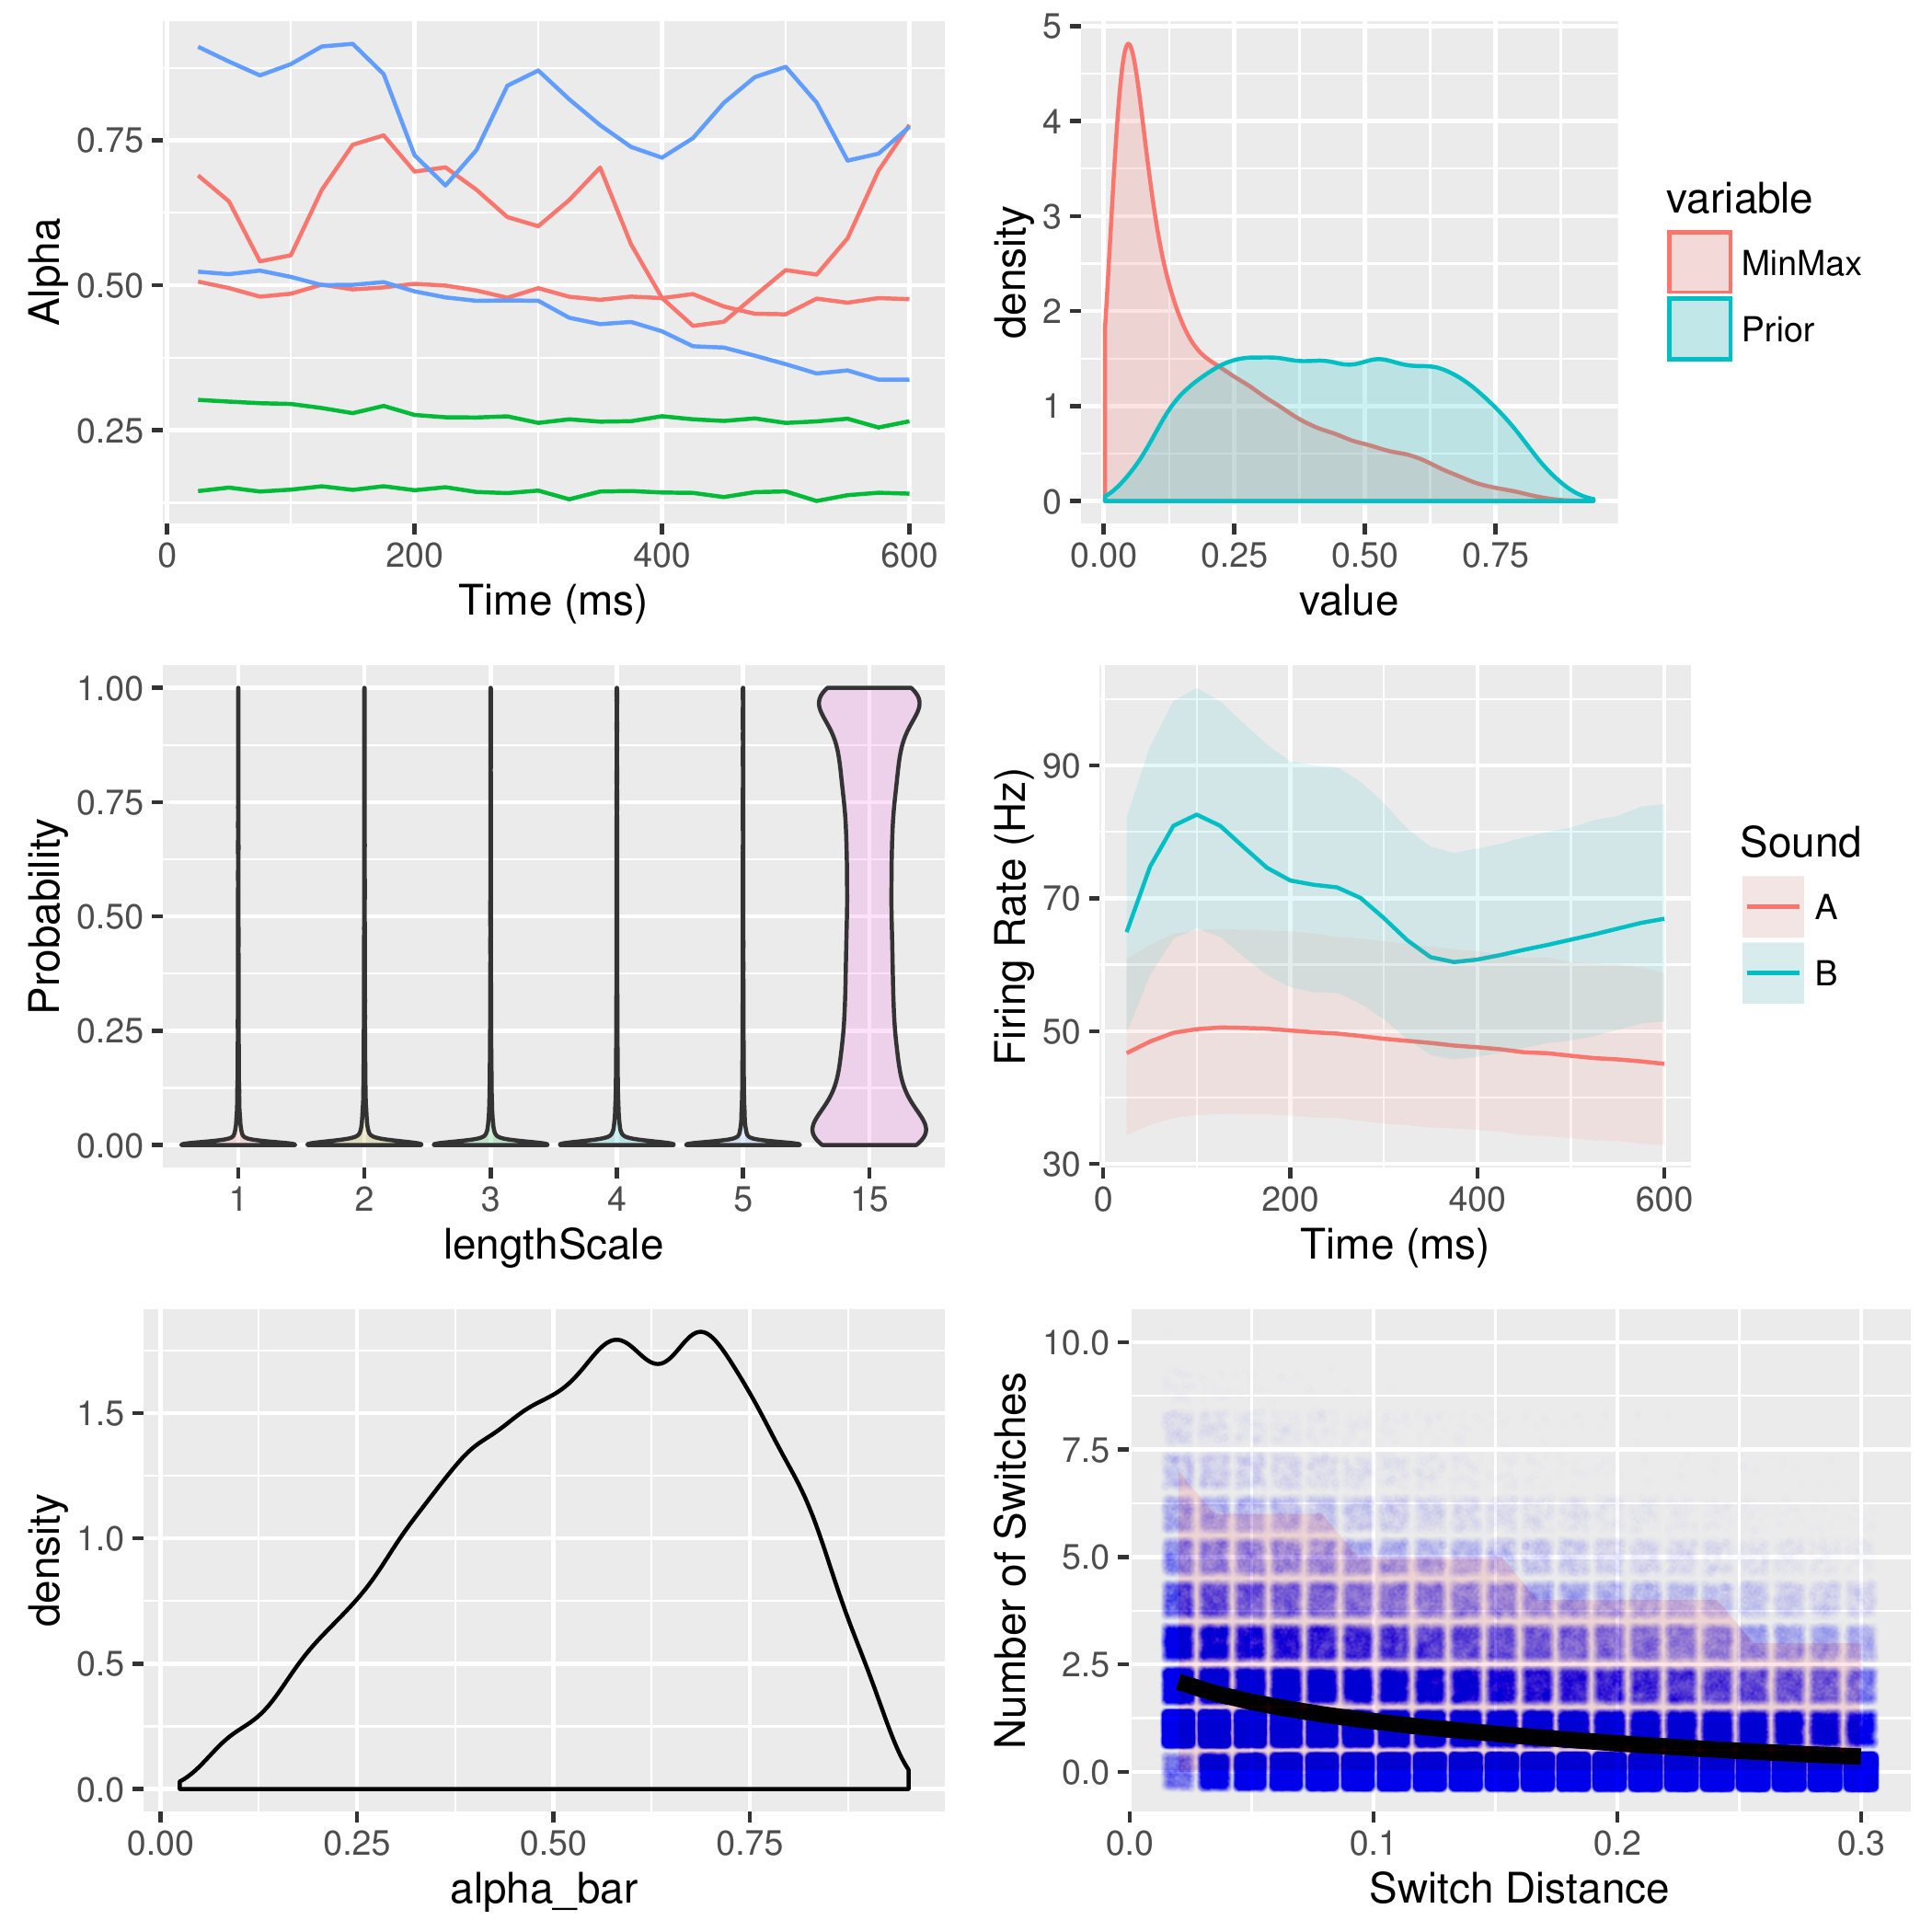 Alpha
0.75
0.50
0.25
0 200 400 600
Time (ms)
density
5
4
3
2
1
0
0.00 0.25 0.50 0.75
value
variable
MinMax
Prior
Probability
1.00
0.75
0.50
0.25
0.00
1 2 3 4 5 15
lengthScale
Firing Rate (Hz)
90
70
50
30
0 200 400 600
Time (ms)
Sound
A
B
density
1.5
1.0
0.5
0.0
0.00 0.25 0.50 0.75
alpha_bar
Number of Switches
10.0
7.5
5.0
2.5
0.0
0.0 0.1 0.2 0.3
Switch Distance